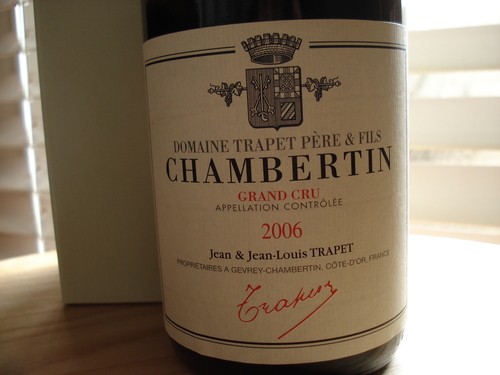 DOMAINE TRAPET PÈRE & FILS
CHAMBERTIN
GRAND CRU
APPELLATION CONTRÔLÉE
2006
Jean & Jean-Louis TRAPET
PROPRIÉTAIRES A GEVREY-CHAMBERTIN, CÔTE-D'OR, FRANCE
Trapet